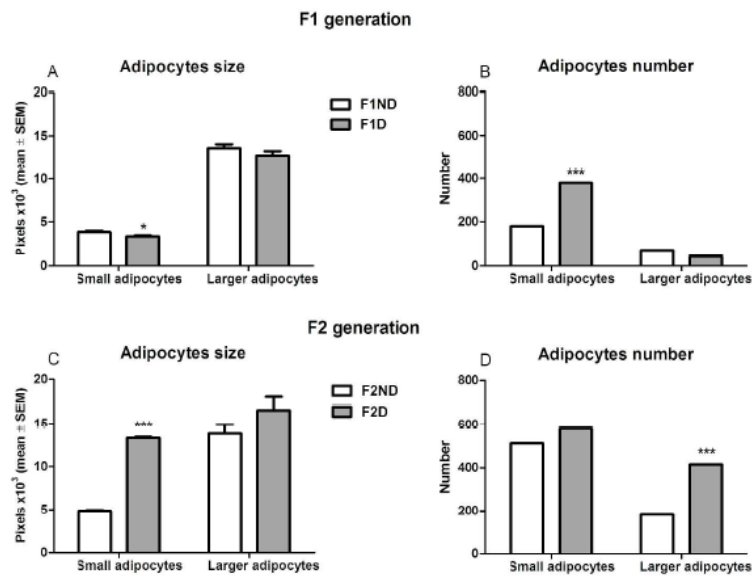 F1 generation
A
Adipocytes size
Pixels x10³ (mean ± SEM)
20
15
10
5
0
*
Small adipocytes
Larger adipocytes
F1ND
F1D
B
Adipocytes number
Number
800
600
400
200
0
***
Small adipocytes
Larger adipocytes
F2 generation
C
Adipocytes size
Pixels x10³ (mean ± SEM)
20
15
10
5
0
***
Small adipocytes
Larger adipocytes
F2ND
F2D
D
Adipocytes number
Number
800
600
400
200
0
***
Small adipocytes
Larger adipocytes